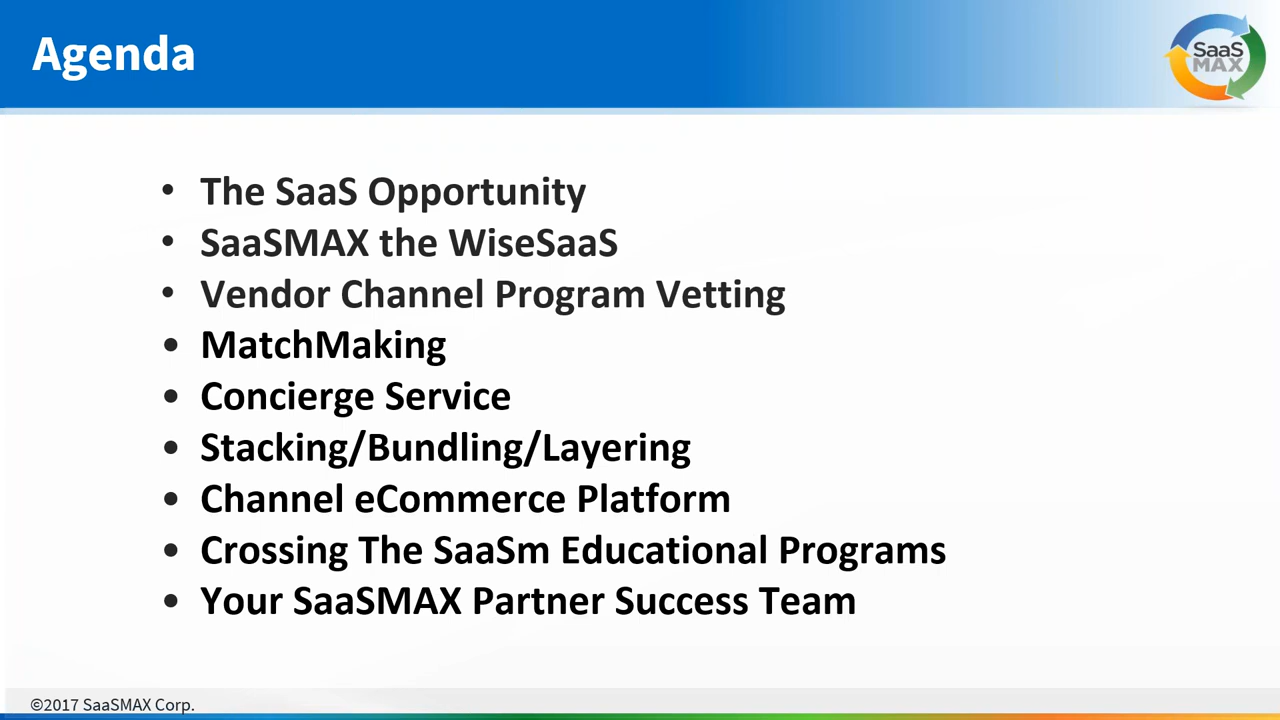 Agenda
SaaS
MAX
• The SaaS Opportunity
• SaaSMAX the WiseSaaS
• Vendor Channel Program Vetting
• MatchMaking
• Concierge Service
• Stacking/Bundling/Layering
• Channel eCommerce Platform
• Crossing The SaaSm Educational Programs
• Your SaaSMAX Partner Success Team
©2017 SaaSMAX Corp.